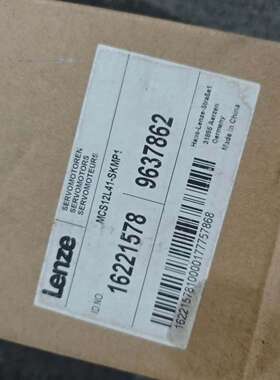 Lenze
SERVOMOTOREN
SERVOMOTORS
SERVOMOTEURS
MCS12L41-SKMP1
ID.NO
16221578
9637862
Hans-Lenze-Straße1
31855 Aerzen
Germany
Made in China
1622157810000177757868